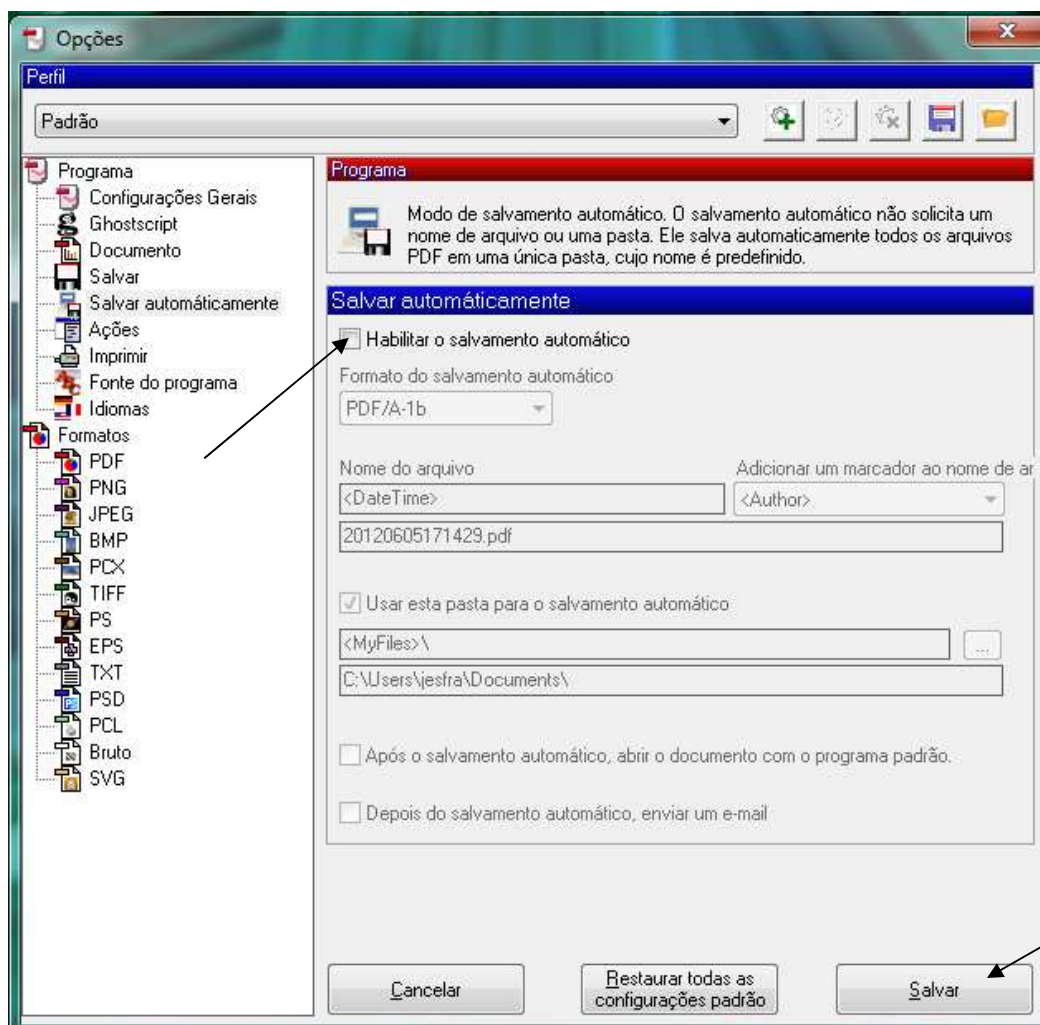 Opções
Perfil
Padrão
Programa
Configurações Gerais
Ghostscript
Documento
Salvar
Salvar automáticamente
Ações
Imprimir
Fonte do programa
Idiomas
Formatos
PDF
PNG
JPEG
BMP
PCX
TIFF
PS
EPS
TXT
PSD
PCL
Bruto
SVG
Programa
Modo de salvamento automático. O salvamento automático não solicita um
nome de arquivo ou uma pasta. Ele salva automaticamente todos os arquivos
PDF em uma única pasta, cujo nome é predefinido.
Salvar automáticamente
Habilitar o salvamento automático
Formato do salvamento automático
PDF/A-1b
Nome do arquivo
Adicionar um marcador ao nome de ar
<DateTime>
<Author>
20120605171429.pdf
Usar esta pasta para o salvamento automático
<MyFiles>\
...
C:\Users\jesfra\Documents\
Após o salvamento automático, abrir o documento com o programa padrão.
Depois do salvamento automático, enviar um e-mail
Cancelar
Restaurar todas as
configurações padrão
Salvar